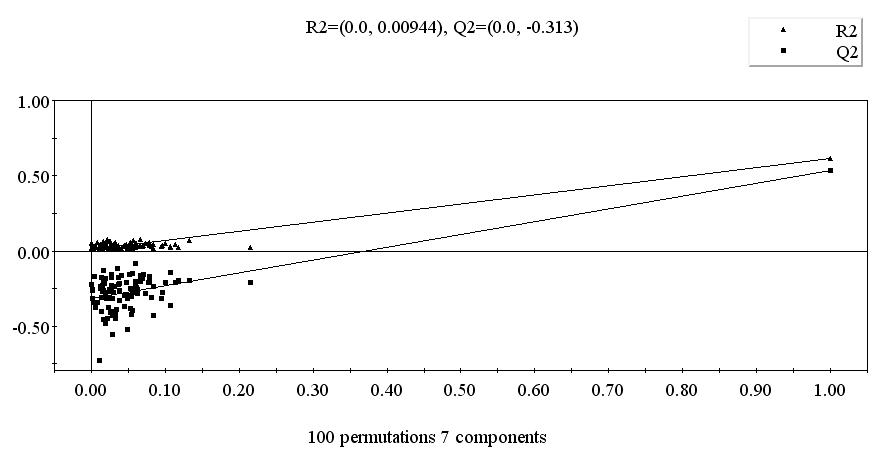 R2=(0.0, 0.00944), Q2=(0.0, -0.313)
R2
Q2
1.00
0.50
0.00
-0.50
0.00 0.10 0.20 0.30 0.40 0.50 0.60 0.70 0.80 0.90 1.00
100 permutations 7 components